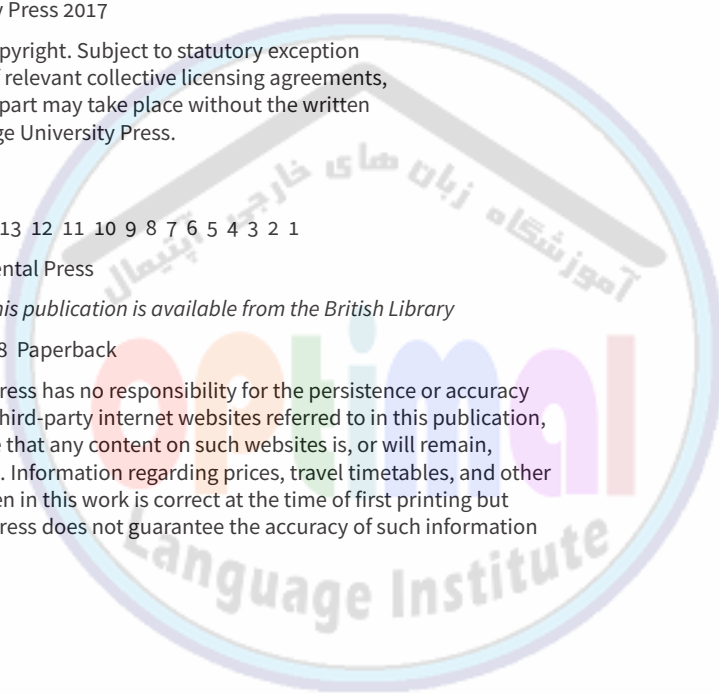 y Press 2017
pyright. Subject to statutory exception
f relevant collective licensing agreements,
part may take place without the written
ge University Press.
13 12 11 10 9 8 7 6 5 4 3 2 1
ental Press
his publication is available from the British Library
8 Paperback
ress has no responsibility for the persistence or accuracy
hird-party internet websites referred to in this publication,
e that any content on such websites is, or will remain,
. Information regarding prices, travel timetables, and other
en in this work is correct at the time of first printing but
ress does not guarantee the accuracy of such information
آموزشگاه زبان های خارجی آپتیمال
optimal
Language Institute